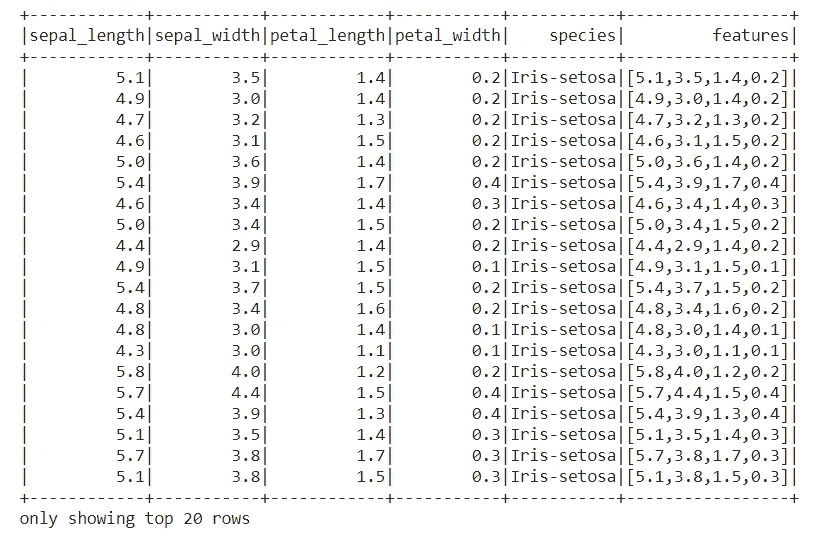 +------------+-----------+------------+-----------+-----------+-----------------+
|sepal_length|sepal_width|petal_length|petal_width|    species|         features|
+------------+-----------+------------+-----------+-----------+-----------------+
|         5.1|        3.5|         1.4|        0.2|Iris-setosa|[5.1,3.5,1.4,0.2]|
|         4.9|        3.0|         1.4|        0.2|Iris-setosa|[4.9,3.0,1.4,0.2]|
|         4.7|        3.2|         1.3|        0.2|Iris-setosa|[4.7,3.2,1.3,0.2]|
|         4.6|        3.1|         1.5|        0.2|Iris-setosa|[4.6,3.1,1.5,0.2]|
|         5.0|        3.6|         1.4|        0.2|Iris-setosa|[5.0,3.6,1.4,0.2]|
|         5.4|        3.9|         1.7|        0.4|Iris-setosa|[5.4,3.9,1.7,0.4]|
|         4.6|        3.4|         1.4|        0.3|Iris-setosa|[4.6,3.4,1.4,0.3]|
|         5.0|        3.4|         1.5|        0.2|Iris-setosa|[5.0,3.4,1.5,0.2]|
|         4.4|        2.9|         1.4|        0.2|Iris-setosa|[4.4,2.9,1.4,0.2]|
|         4.9|        3.1|         1.5|        0.1|Iris-setosa|[4.9,3.1,1.5,0.1]|
|         5.4|        3.7|         1.5|        0.2|Iris-setosa|[5.4,3.7,1.5,0.2]|
|         4.8|        3.4|         1.6|        0.2|Iris-setosa|[4.8,3.4,1.6,0.2]|
|         4.8|        3.0|         1.4|        0.1|Iris-setosa|[4.8,3.0,1.4,0.1]|
|         4.3|        3.0|         1.1|        0.1|Iris-setosa|[4.3,3.0,1.1,0.1]|
|         5.8|        4.0|         1.2|        0.2|Iris-setosa|[5.8,4.0,1.2,0.2]|
|         5.7|        4.4|         1.5|        0.4|Iris-setosa|[5.7,4.4,1.5,0.4]|
|         5.4|        3.9|         1.3|        0.4|Iris-setosa|[5.4,3.9,1.3,0.4]|
|         5.1|        3.5|         1.4|        0.3|Iris-setosa|[5.1,3.5,1.4,0.3]|
|         5.7|        3.8|         1.7|        0.3|Iris-setosa|[5.7,3.8,1.7,0.3]|
|         5.1|        3.8|         1.5|        0.3|Iris-setosa|[5.1,3.8,1.5,0.3]|
+------------+-----------+------------+-----------+-----------+-----------------+
only showing top 20 rows